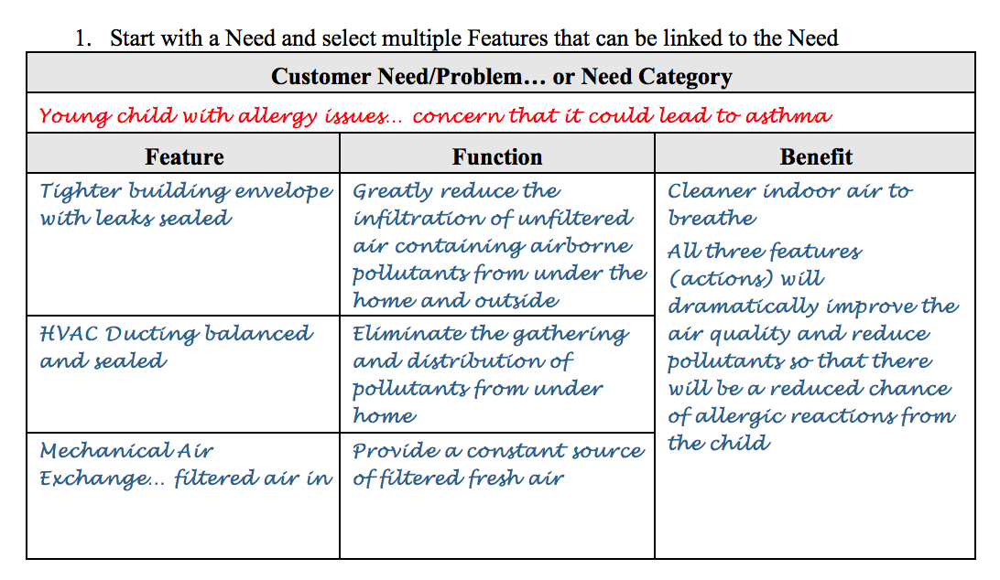 1. Start with a Need and select multiple Features that can be linked to the Need
Customer Need/Problem… or Need Category
Young child with allergy issues… concern that it could lead to asthma
Feature
Function
Benefit
Tighter building envelope
with leaks sealed
Greatly reduce the
infiltration of unfiltered
air containing airborne
pollutants from under the
home and outside
Cleaner indoor air to
breathe
All three features
(actions) will
dramatically improve the
air quality and reduce
pollutants so that there
will be a reduced chance
of allergic reactions from
the child
HVAC Ducting balanced
and sealed
Eliminate the gathering
and distribution of
pollutants from under
home
Mechanical Air
Exchange… filtered air in
Provide a constant source
of filtered fresh air